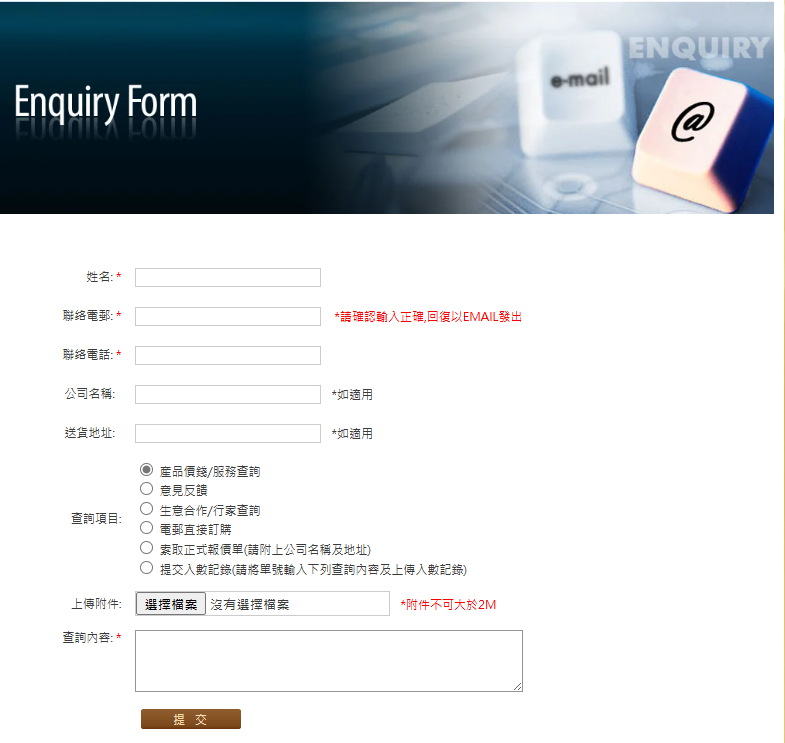 ENQUIRY
e-mail
@
Enquiry Form
姓名: *
聯絡電郵: * *請確認輸入正確,回復以EMAIL發出
聯絡電話: *
公司名稱: *如適用
送貨地址: *如適用
查詢項目:
產品價錢/服務查詢
意見反饋
生意合作/行家查詢
電郵直接訂購
索取正式報價單(請附上公司名稱及地址)
提交入數記錄(請將單號輸入下列查詢內容及上傳入數記錄)
上傳附件: 選擇檔案 沒有選擇檔案 *附件不可大於2M
查詢內容: *
提 交